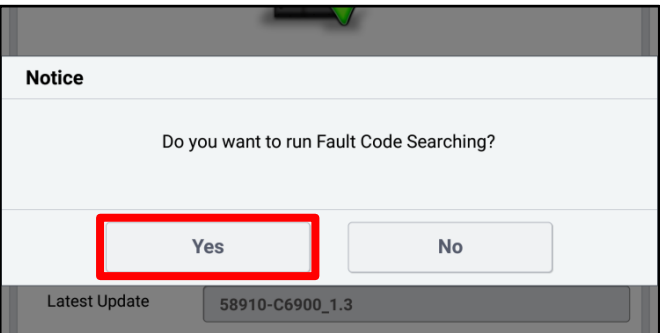 Notice
Do you want to run Fault Code Searching?
Yes No
Latest Update 58910-C6900_1.3